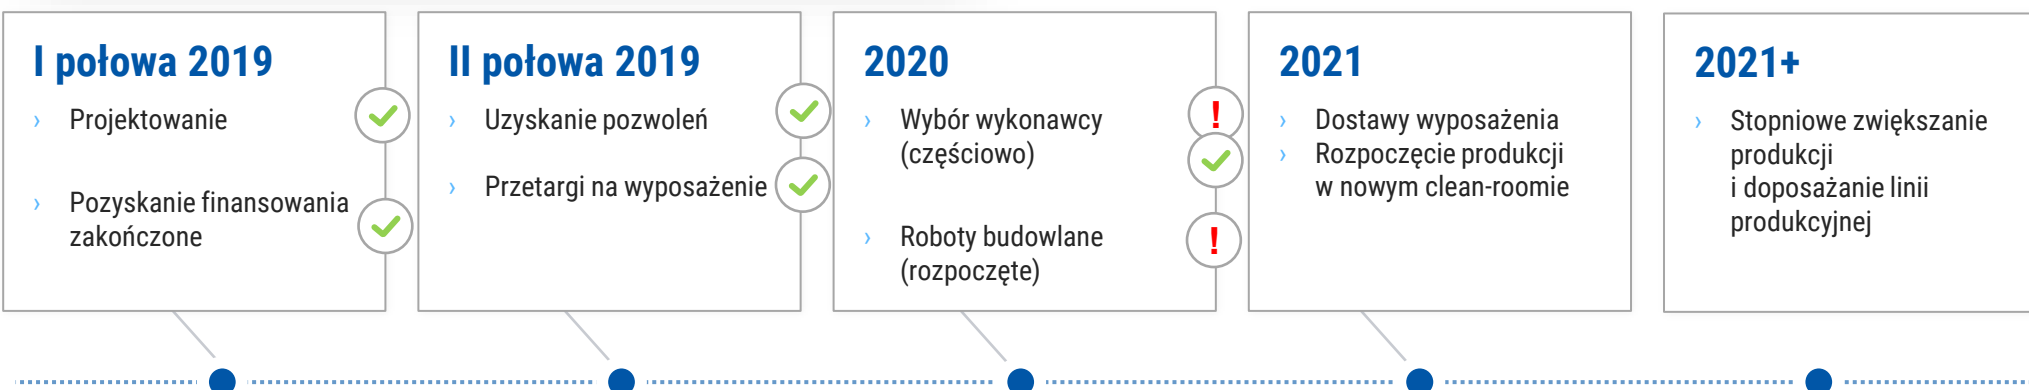 I połowa 2019
› Projektowanie
› Pozyskanie finansowania
zakończone
II połowa 2019
› Uzyskanie pozwoleń
› Przetargi na wyposażenie
2020
› Wybór wykonawcy
(częściowo)
› Roboty budowlane
(rozpoczęte)
!
!
2021
› Dostawy wyposażenia
› Rozpoczęcie produkcji
w nowym clean-roomie
2021+
› Stopniowe zwiększanie
produkcji
i doposażanie linii
produkcyjnej